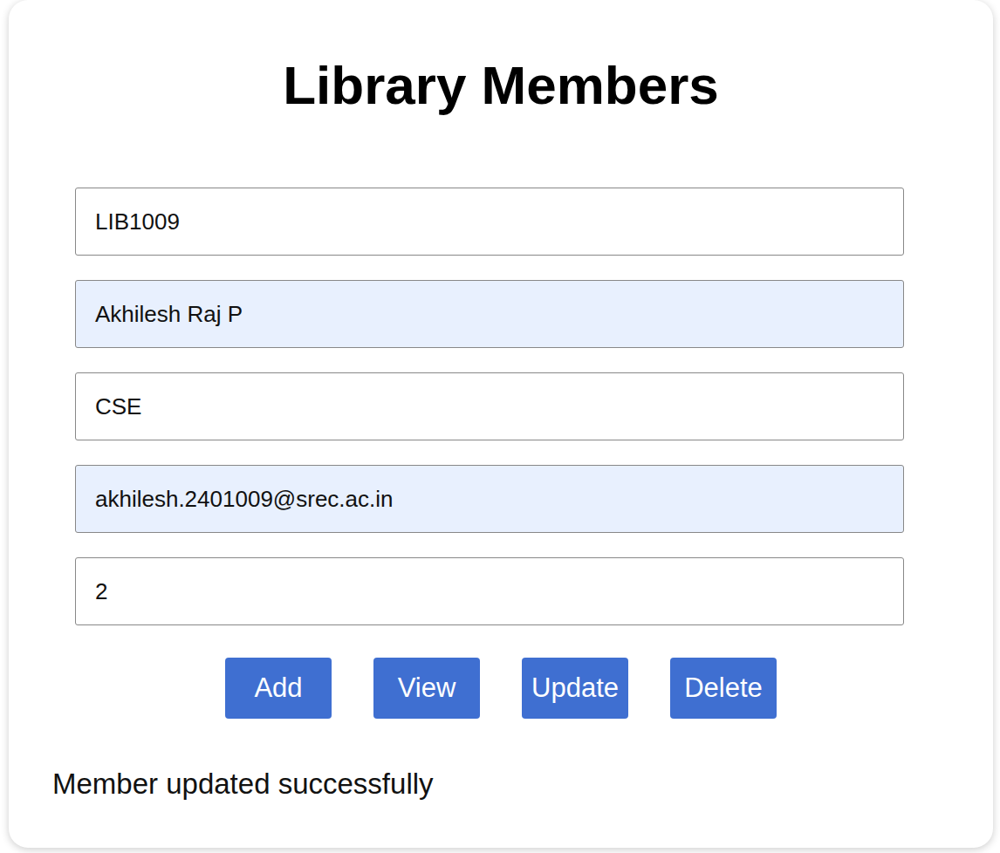 Library Members
LIB1009
Akhilesh Raj P
CSE
akhilesh.2401009@srec.ac.in
2
Add View Update Delete
Member updated successfully